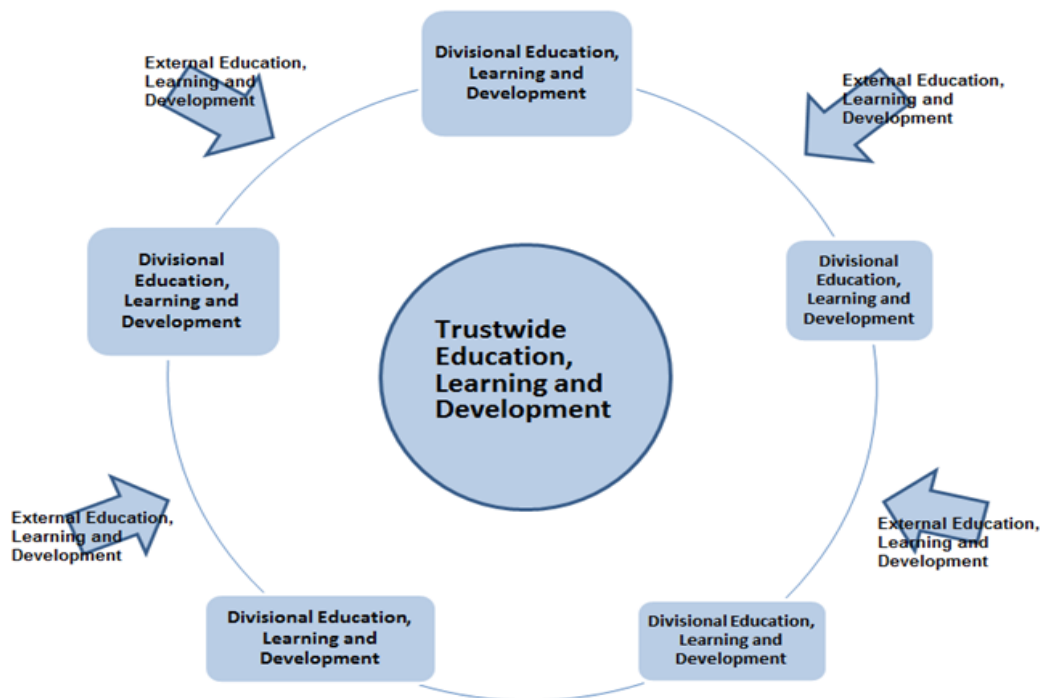 Divisional Education,
Learning and
Development
External Education,
Learning and
Development
External Education,
Learning and
Development
Divisional
Education,
Learning and
Development
Divisional
Education,
Learning and
Development
Trustwide
Education,
Learning and
Development
External Education,
Learning and
Development
External Education,
Learning and
Development
Divisional Education,
Learning and
Development
Divisional Education,
Learning and
Development